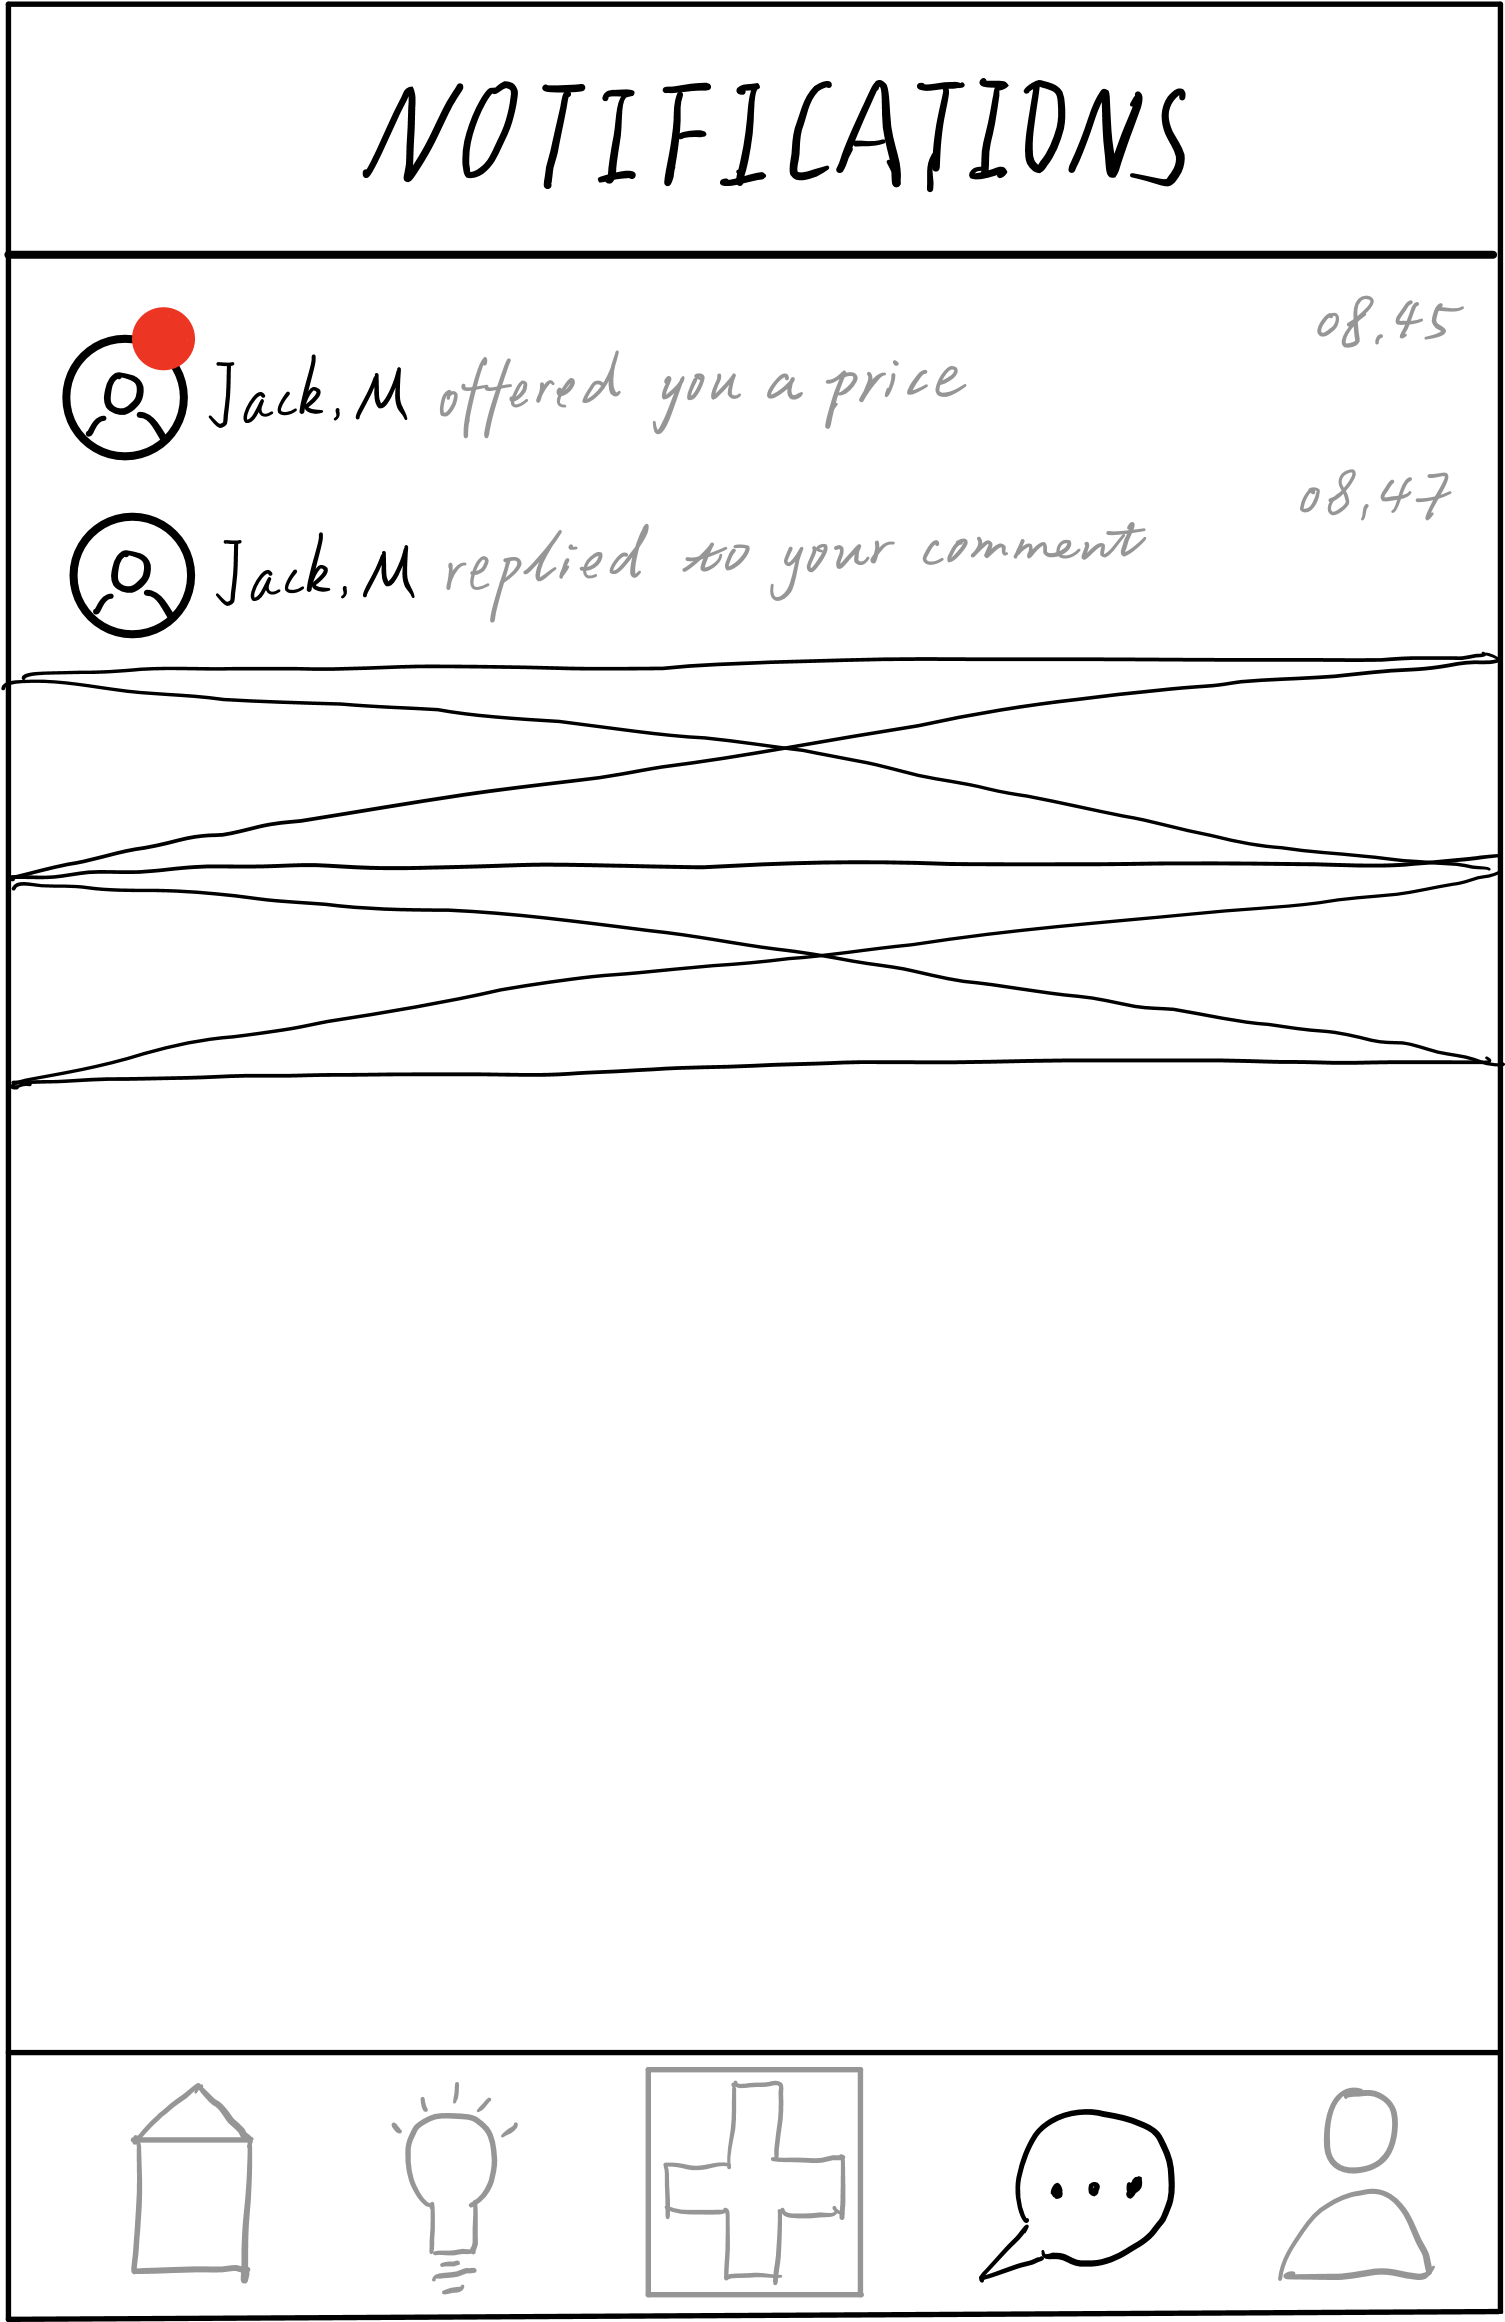 NOTIFICATIONS
08.45
Jack.M offered you a price
08.47
Jack.M replied to your comment